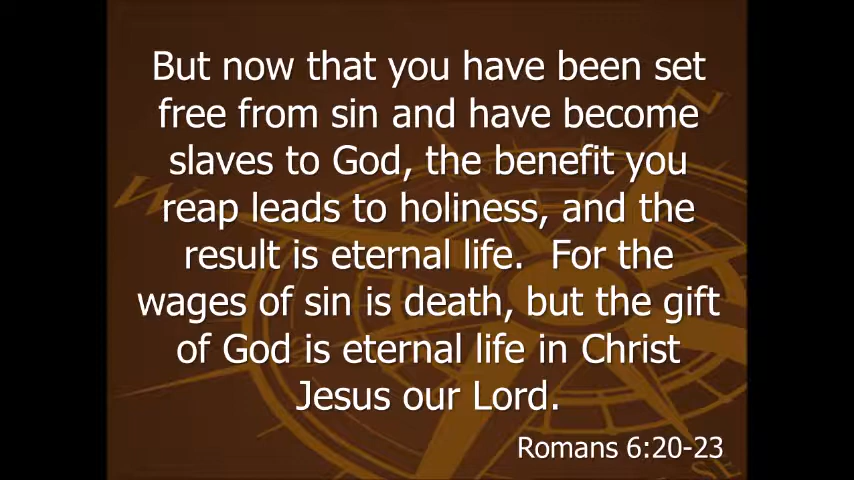 But now that you have been set
free from sin and have become
slaves to God, the benefit you
reap leads to holiness, and the
result is eternal life.  For the
wages of sin is death, but the gift
of God is eternal life in Christ
Jesus our Lord.
Romans 6:20-23
W
N
SE